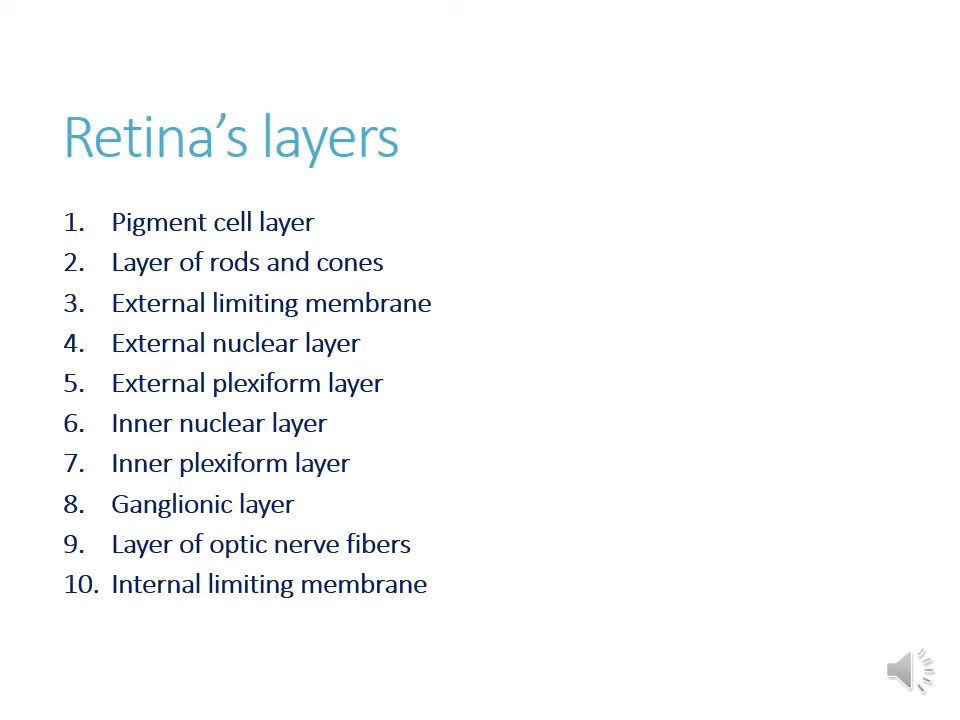 Retina’s layers
1. Pigment cell layer
2. Layer of rods and cones
3. External limiting membrane
4. External nuclear layer
5. External plexiform layer
6. Inner nuclear layer
7. Inner plexiform layer
8. Ganglionic layer
9. Layer of optic nerve fibers
10. Internal limiting membrane